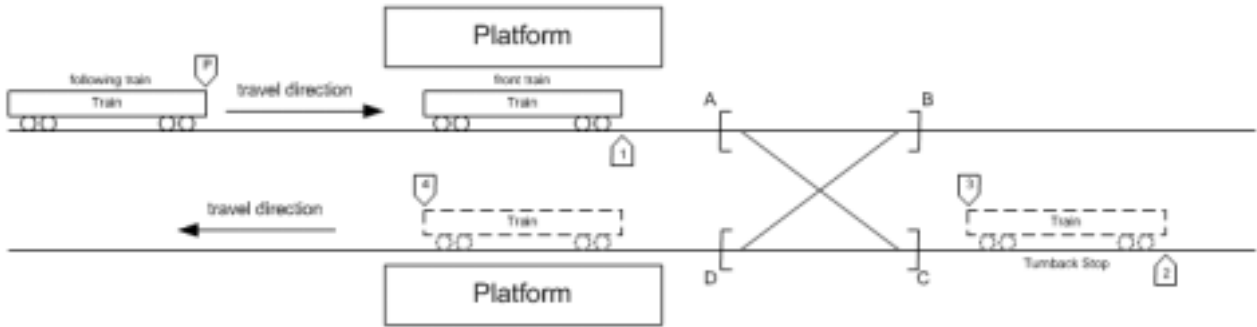 Platform
following train
P
front train
Train
travel direction
Train
A
B
1
4
3
travel direction
Train
Train
D
C
Turnback Stop
2
Platform